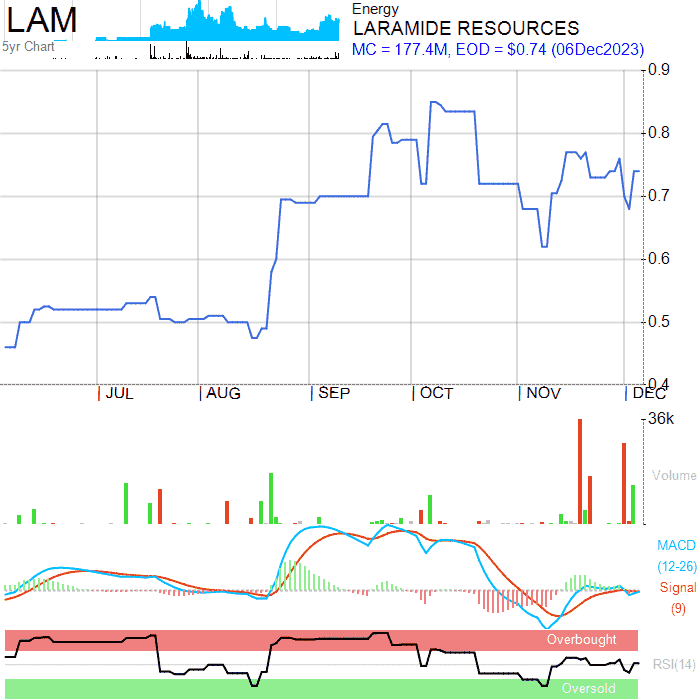 LAM
5yr Chart
Energy
LARAMIDE RESOURCES
MC = 177.4M, EOD = $0.74 (06Dec2023)
0.9
0.8
0.7
0.6
0.5
0.4
JUL AUG SEP OCT NOV DEC
36k
Volume
MACD
(12-26)
Signal
(9)
Overbought
RSI(14)
Oversold